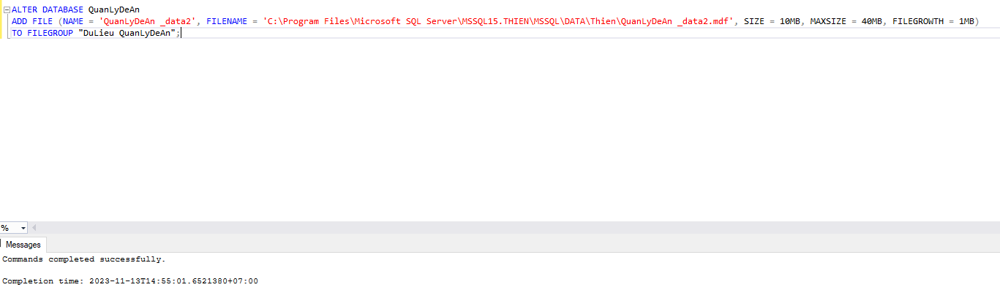 ALTER DATABASE QuanLyDeAn
ADD FILE (NAME = 'QuanLyDeAn _data2', FILENAME = 'C:\Program Files\Microsoft SQL Server\MSSQL15.THIEN\MSSQL\DATA\Thien\QuanLyDeAn _data2.mdf', SIZE = 10MB, MAXSIZE = 40MB, FILEGROWTH = 1MB)
TO FILEGROUP "DuLieu QuanLyDeAn";
%
Messages
Commands completed successfully.
Completion time: 2023-11-13T14:55:01.6521380+07:00